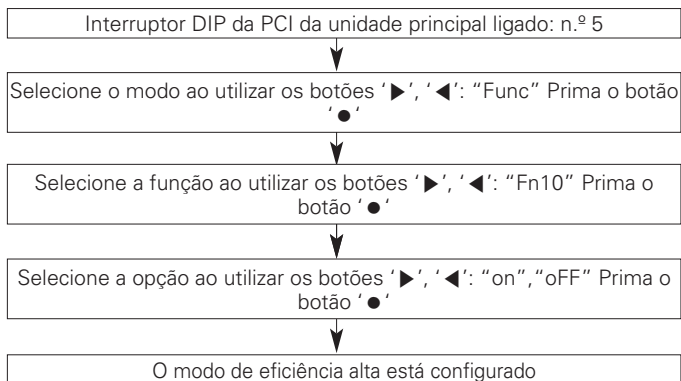 Interruptor DIP da PCI da unidade principal ligado: n.º 5
Selecione o modo ao utilizar os botões ‘▶’, ‘◀’: “Func” Prima o botão
‘●‘
Selecione a função ao utilizar os botões ‘▶’, ‘◀’: “Fn10” Prima o
botão ‘●‘
Selecione a opção ao utilizar os botões ‘▶’, ‘◀’: “on”,“oFF” Prima o
botão ‘●‘
O modo de eficiência alta está configurado